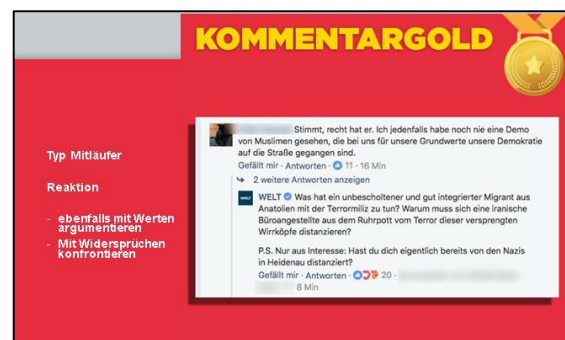 KOMMENTARGOLD
Typ Mitläufer
Reaktion
- ebenfalls mit Werten
argumentieren
- Mit Widersprüchen
konfrontieren
Stimmt, recht hat er. Ich jedenfalls habe noch nie eine Demo
von Muslimen gesehen, die bei uns für unsere Grundwerte unsere Demokratie
auf die Straße gegangen sind.
Gefällt mir · Antworten · 11 · 16 Min
2 weitere Antworten anzeigen
WELT Was hat ein unbescholtener und gut integrierter Migrant aus
Anatolien mit der Terrormiliz zu tun? Warum muss sich eine iranische
Büroangestellte aus dem Ruhrpott vom Terror dieser versprengten
Wirrköpfe distanzieren?
P.S. Nur aus Interesse: Hast du dich eigentlich bereits von den Nazis
in Heidenau distanziert?
Gefällt mir · Antworten · 20 ·
8 Min